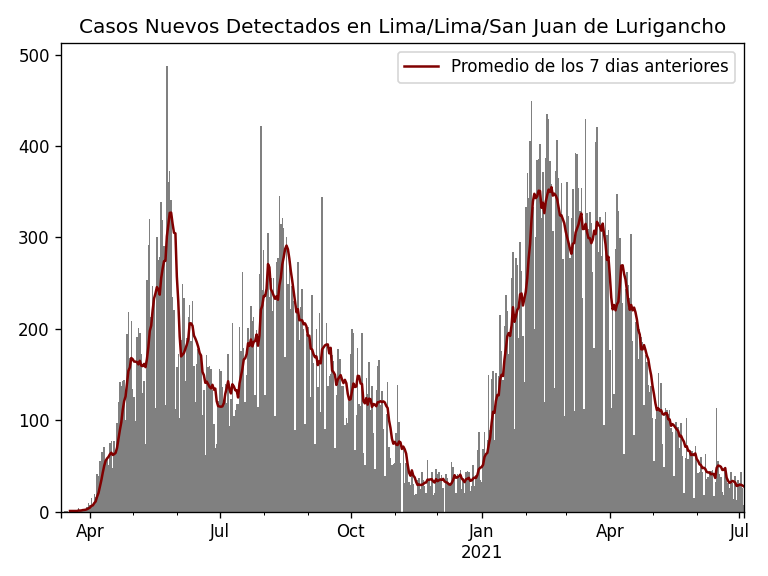 Casos Nuevos Detectados en Lima/Lima/San Juan de Lurigancho
Promedio de los 7 dias anteriores
500
400
300
200
100
0
Apr Jul Oct Jan Apr Jul
2021